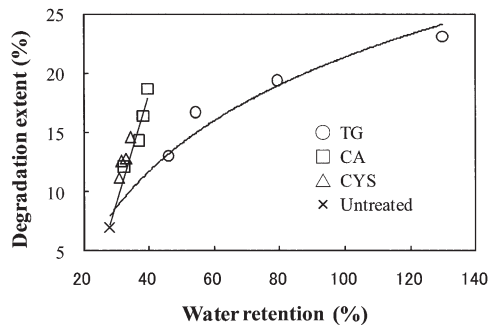 25
20
15
10
5
Degradation extent (%)
TG
CA
CYS
Untreated
20 40 60 80 100 120 140
Water retention (%)